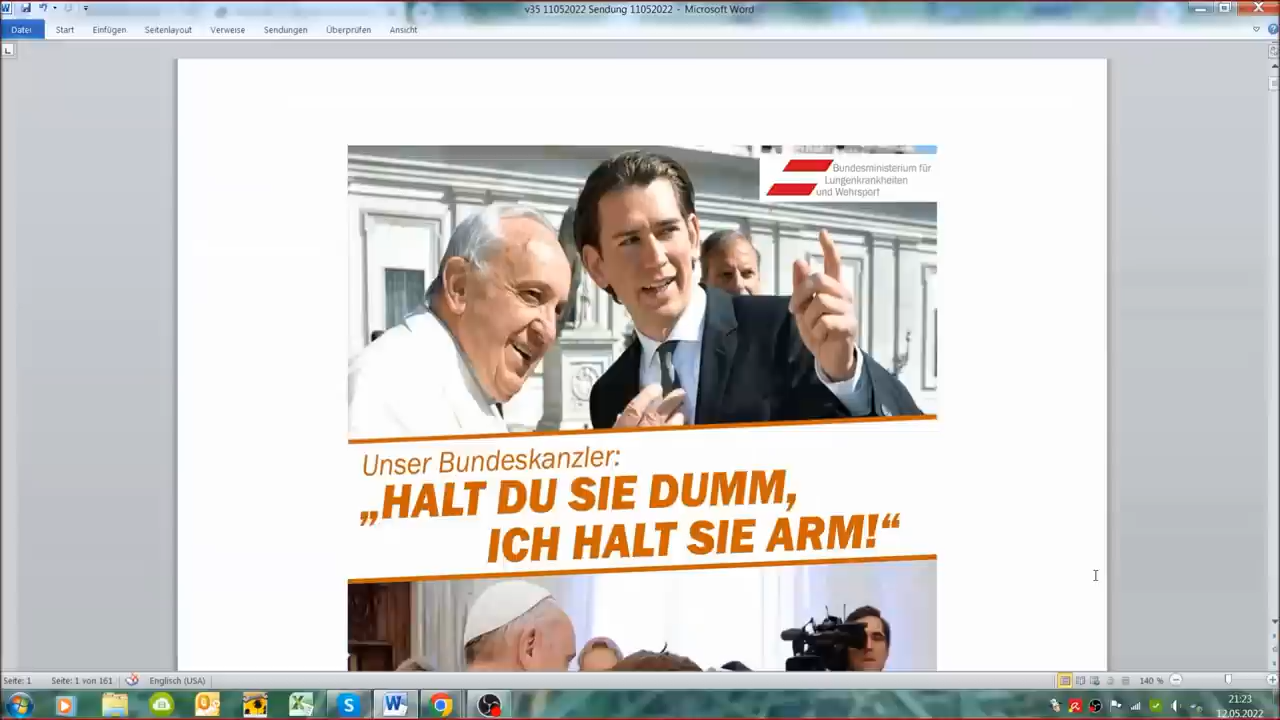 v35 11052022 Sendung 11052022 - Microsoft Word
Datei Start Einfügen Seitenlayout Verweise Sendungen Überprüfen Ansicht
Bundesministerium für
Lungenkrankheiten
und Wehrsport
Unser Bundeskanzler:
„HALT DU SIE DUMM,
ICH HALT SIE ARM!“
Seite: 1 Seite: 1 von 161 Englisch (USA) 140 %
21:23
12.05.2022